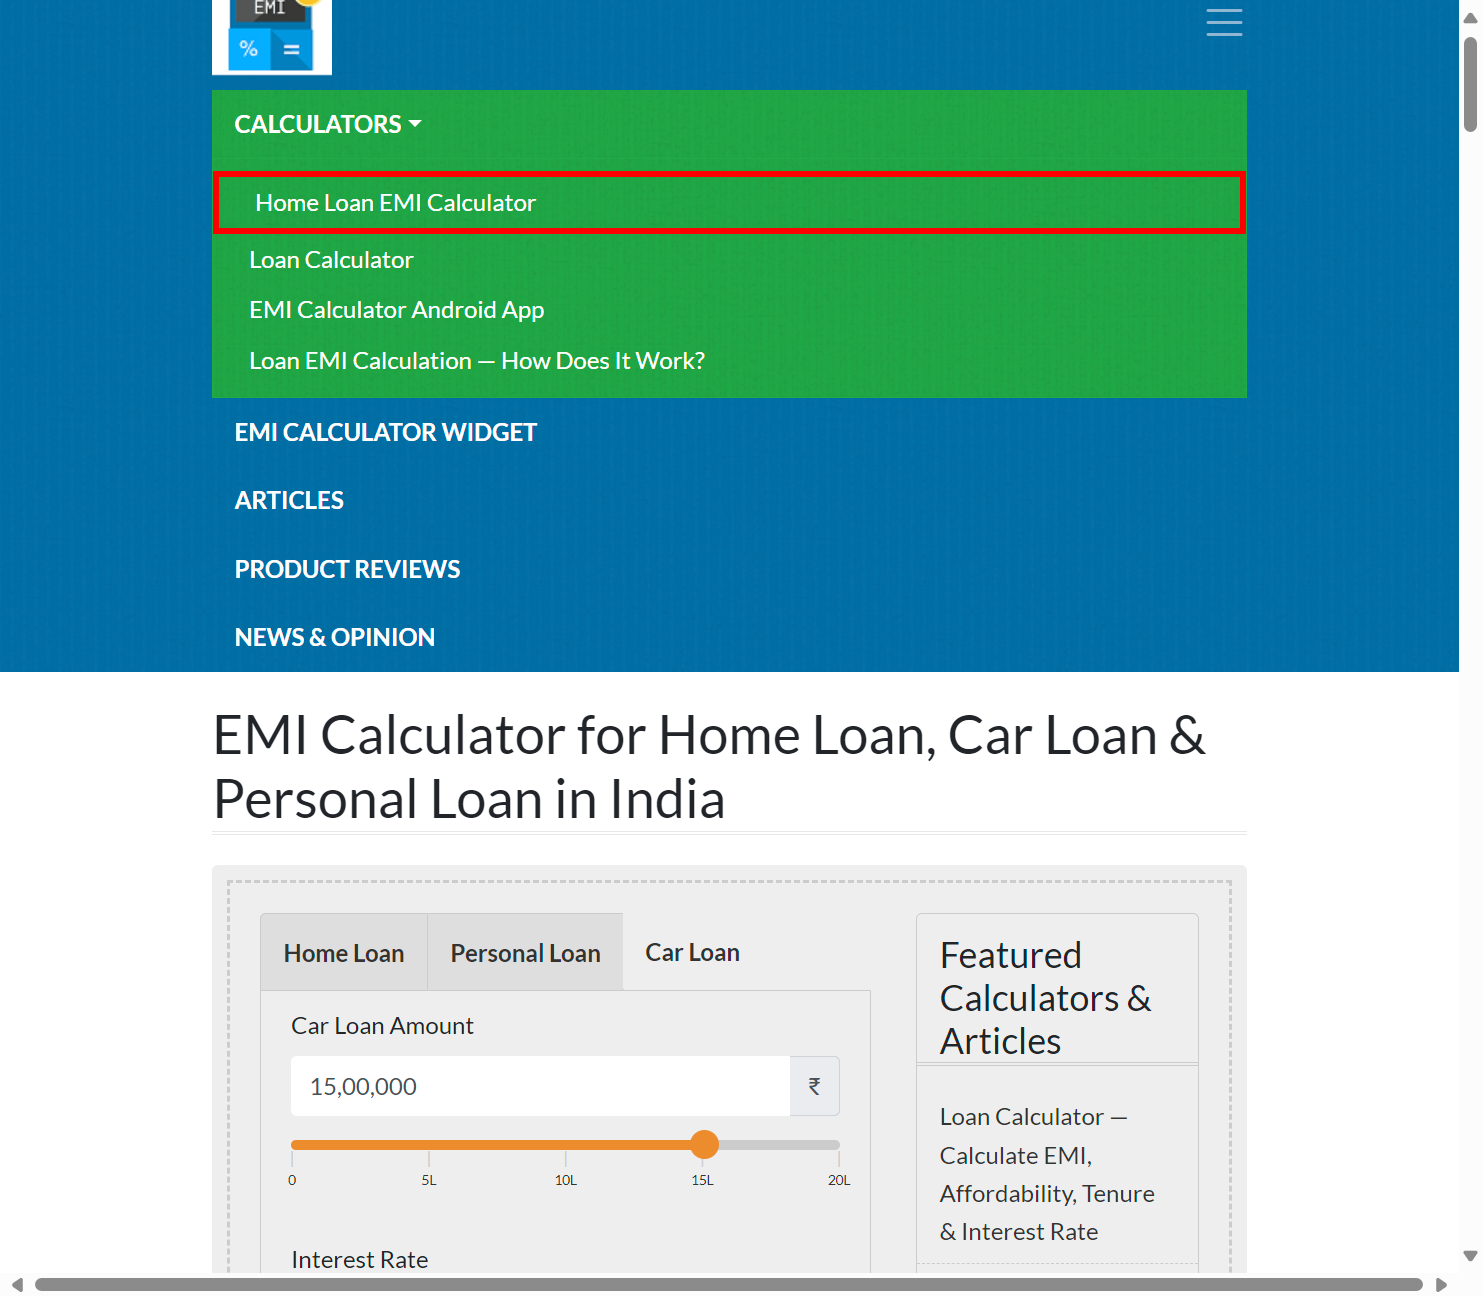 EMI
% =
CALCULATORS
Home Loan EMI Calculator
Loan Calculator
EMI Calculator Android App
Loan EMI Calculation — How Does It Work?
EMI CALCULATOR WIDGET
ARTICLES
PRODUCT REVIEWS
NEWS & OPINION
EMI Calculator for Home Loan, Car Loan &
Personal Loan in India
Home Loan Personal Loan Car Loan
Car Loan Amount
15,00,000 ₹
0 5L 10L 15L 20L
Interest Rate
Featured
Calculators &
Articles
Loan Calculator —
Calculate EMI,
Affordability, Tenure
& Interest Rate